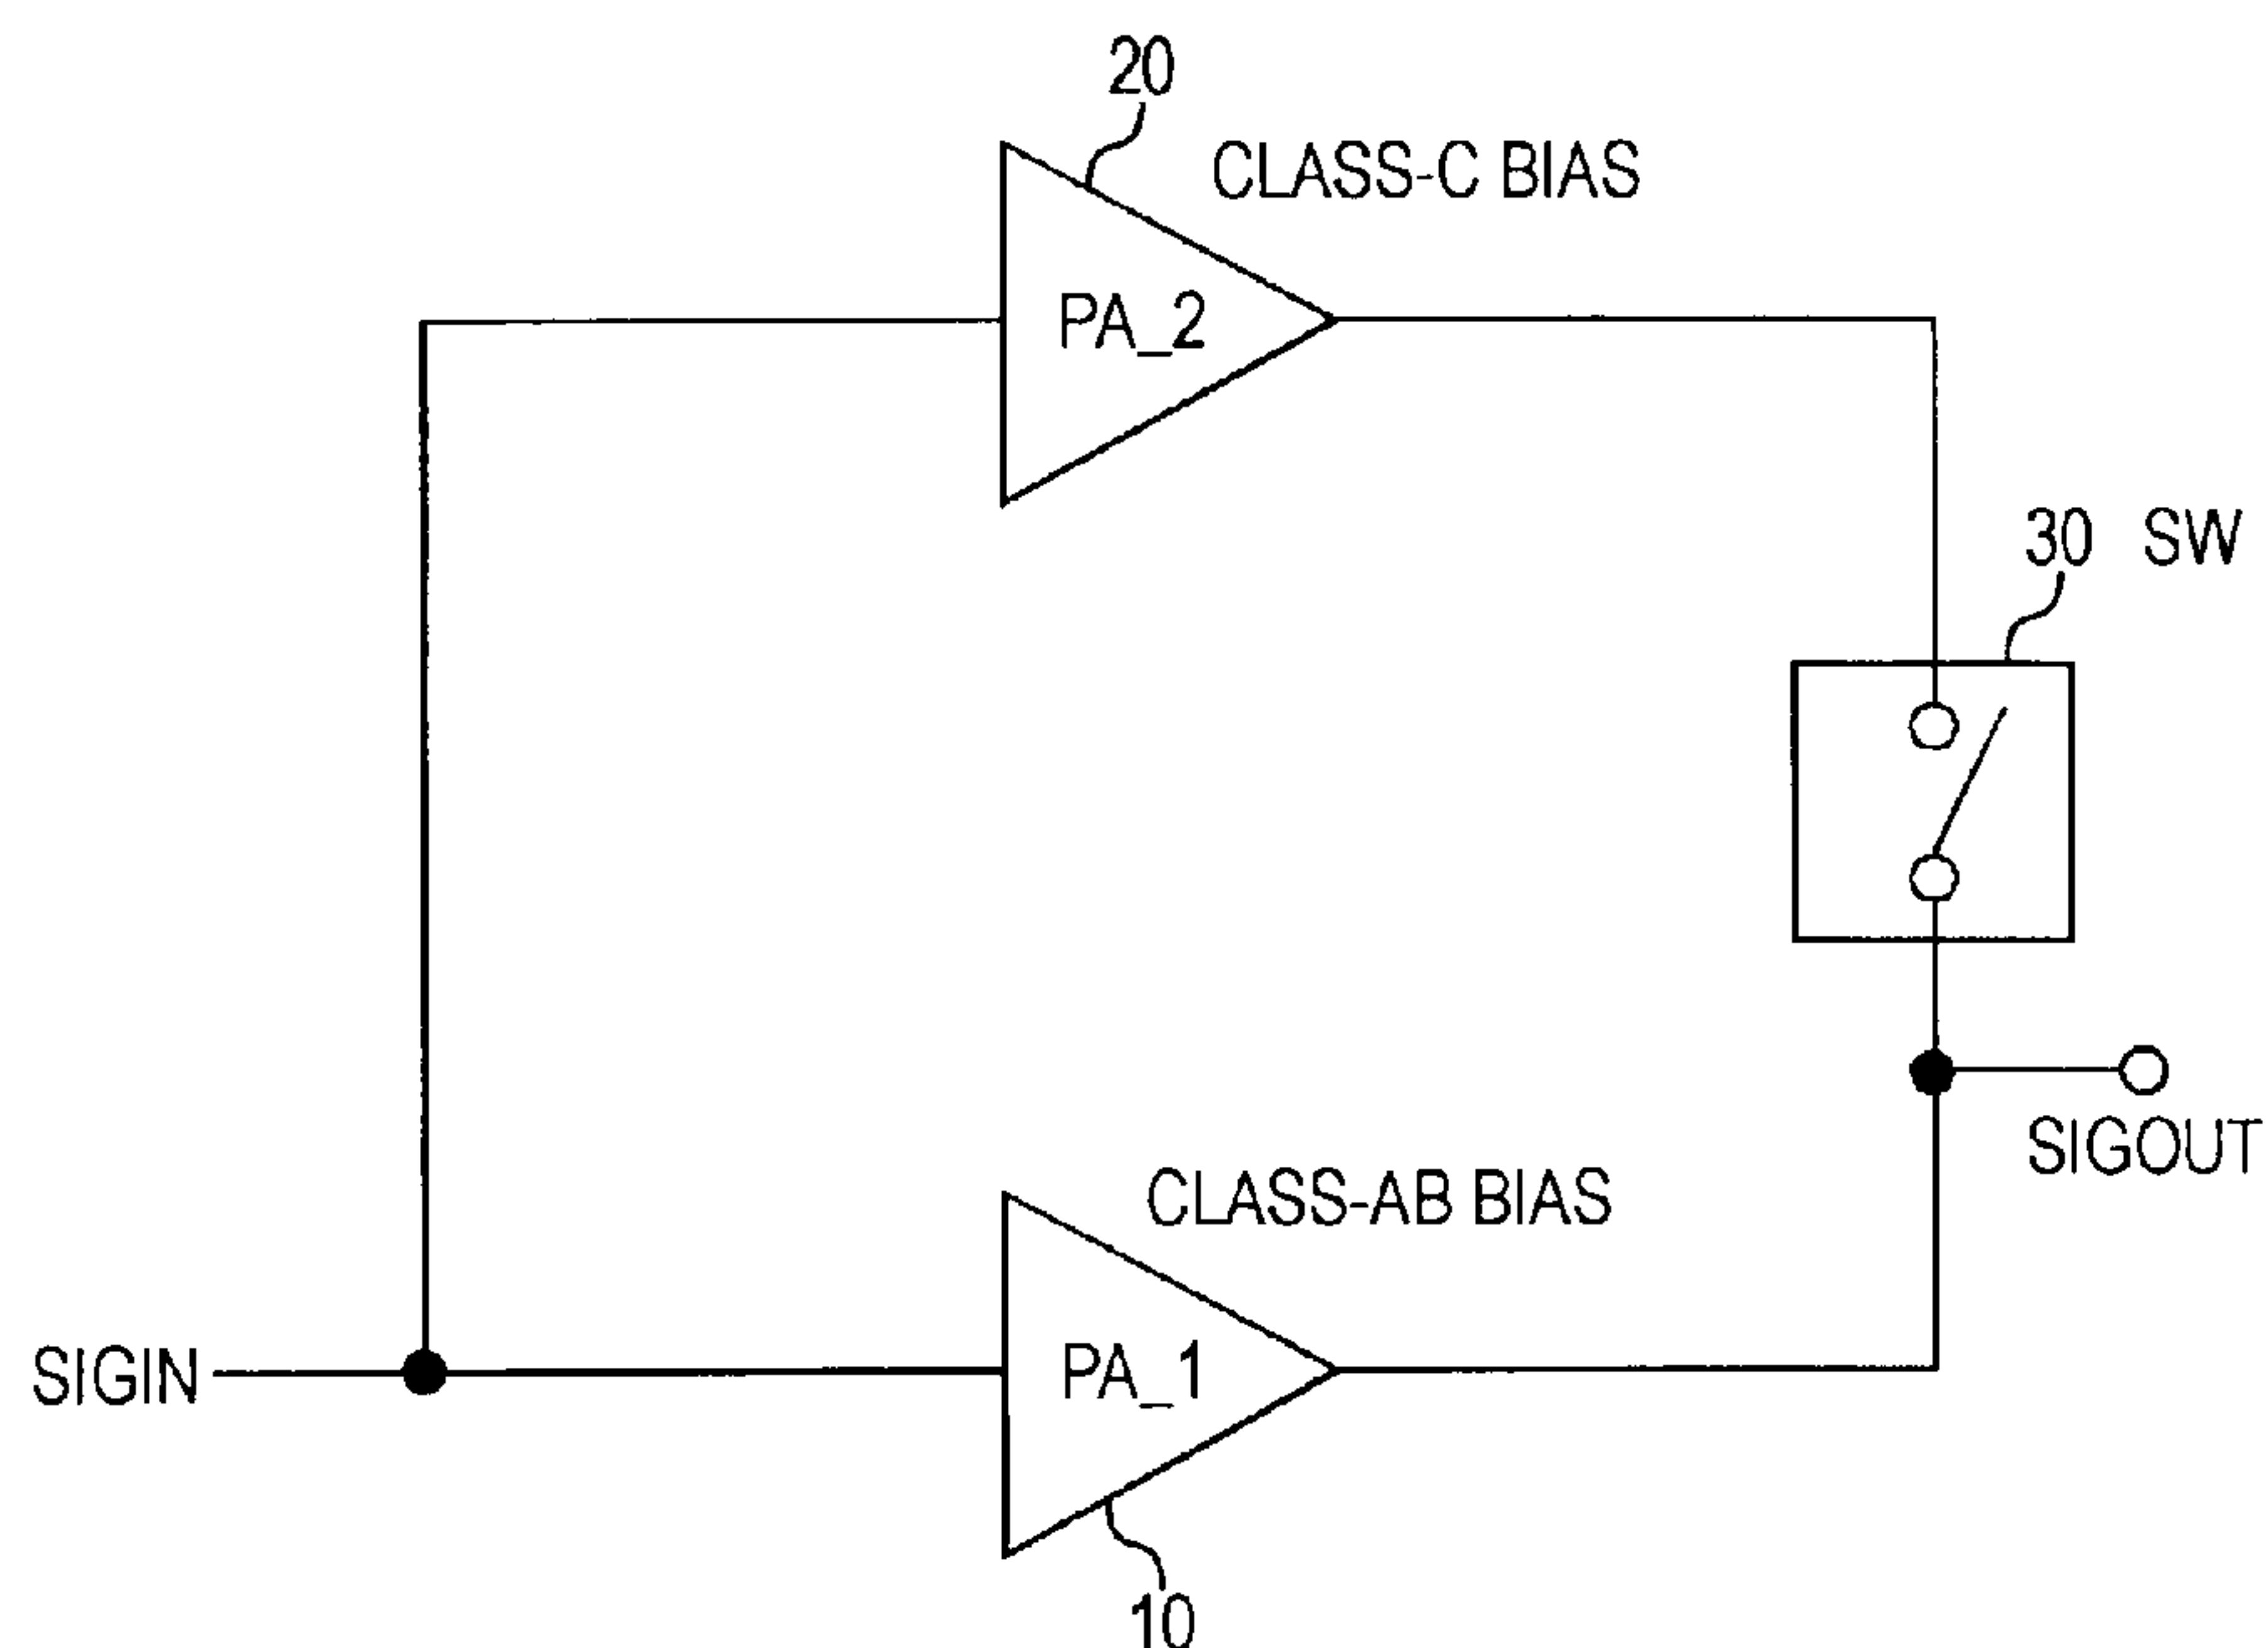 20
CLASS-C BIAS
PA_2
30 SW
SIGOUT
CLASS-AB BIAS
SIGIN
PA_1
10